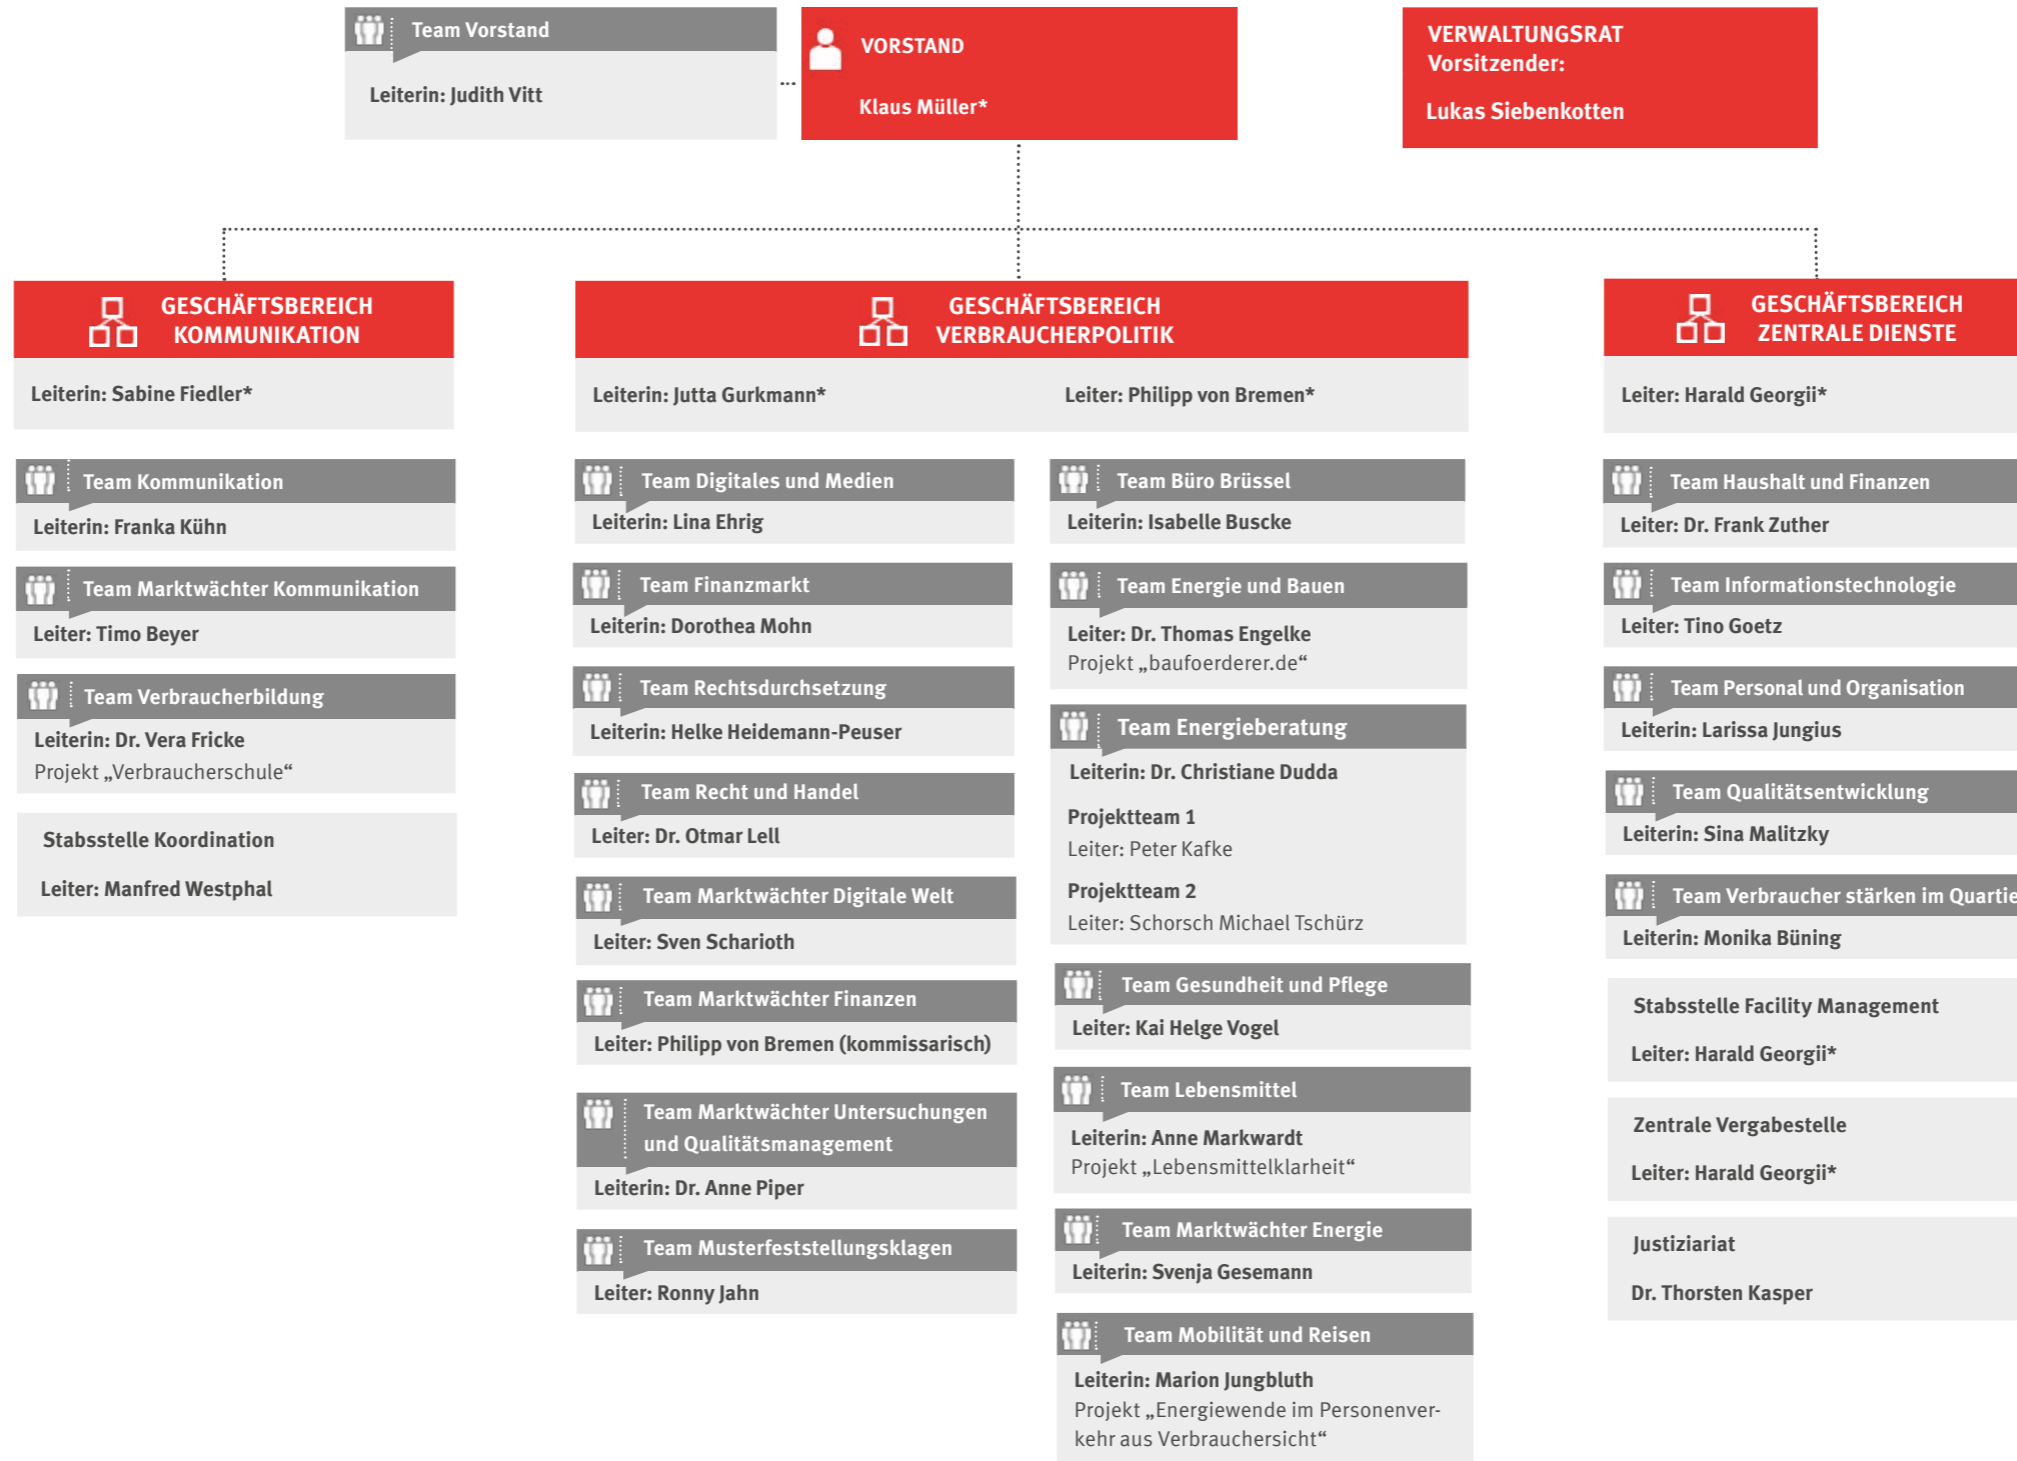 Team Vorstand
Leiterin: Judith Vitt
VORSTAND
Klaus Müller*
VERWALTUNGSRAT
Vorsitzender:
Lukas Siebenkotten
GESCHÄFTSBEREICH
KOMMUNIKATION
Leiterin: Sabine Fiedler*
Team Kommunikation
Leiterin: Franka Kühn
Team Marktwächter Kommunikation
Leiter: Timo Beyer
Team Verbraucherbildung
Leiterin: Dr. Vera Fricke
Projekt „Verbraucherschule“
Stabsstelle Koordination
Leiter: Manfred Westphal
GESCHÄFTSBEREICH
VERBRAUCHERPOLITIK
Leiterin: Jutta Gurkmann*
Leiter: Philipp von Bremen*
Team Digitales und Medien
Leiterin: Lina Ehrig
Team Finanzmarkt
Leiterin: Dorothea Mohn
Team Rechtsdurchsetzung
Leiterin: Helke Heidemann-Peuser
Team Recht und Handel
Leiter: Dr. Otmar Lell
Team Marktwächter Digitale Welt
Leiter: Sven Scharioth
Team Marktwächter Finanzen
Leiter: Philipp von Bremen (kommissarisch)
Team Marktwächter Untersuchungen
und Qualitätsmanagement
Leiterin: Dr. Anne Piper
Team Musterfeststellungsklagen
Leiter: Ronny Jahn
Team Büro Brüssel
Leiterin: Isabelle Buscke
Team Energie und Bauen
Leiter: Dr. Thomas Engelke
Projekt „baufoerderer.de“
Team Energieberatung
Leiterin: Dr. Christiane Dudda
Projektteam 1
Leiter: Peter Kafke
Projektteam 2
Leiter: Schorsch Michael Tschürz
Team Gesundheit und Pflege
Leiter: Kai Helge Vogel
Team Lebensmittel
Leiterin: Anne Markwardt
Projekt „Lebensmittelklarheit“
Team Marktwächter Energie
Leiterin: Svenja Gesemann
Team Mobilität und Reisen
Leiterin: Marion Jungbluth
Projekt „Energiewende im Personenver-
kehr aus Verbrauchersicht“
GESCHÄFTSBEREICH
ZENTRALE DIENSTE
Leiter: Harald Georgii*
Team Haushalt und Finanzen
Leiter: Dr. Frank Zuther
Team Informationstechnologie
Leiter: Tino Goetz
Team Personal und Organisation
Leiterin: Larissa Jungius
Team Qualitätsentwicklung
Leiterin: Sina Malitzky
Team Verbraucher stärken im Quartie
Leiterin: Monika Büning
Stabsstelle Facility Management
Leiter: Harald Georgii*
Zentrale Vergabestelle
Leiter: Harald Georgii*
Justiziariat
Dr. Thorsten Kasper